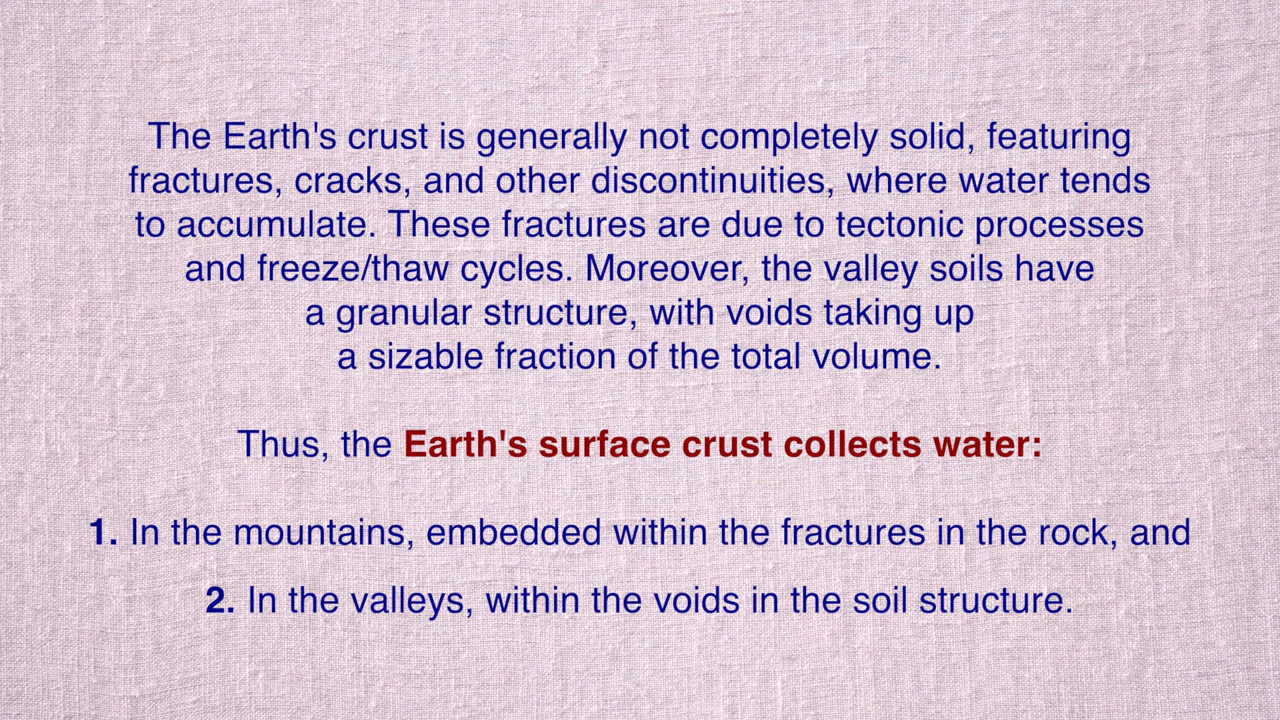 The Earth's crust is generally not completely solid, featuring
fractures, cracks, and other discontinuities, where water tends
to accumulate. These fractures are due to tectonic processes
and freeze/thaw cycles. Moreover, the valley soils have
a granular structure, with voids taking up
a sizable fraction of the total volume.
Thus, the Earth's surface crust collects water:
1. In the mountains, embedded within the fractures in the rock, and
2. In the valleys, within the voids in the soil structure.